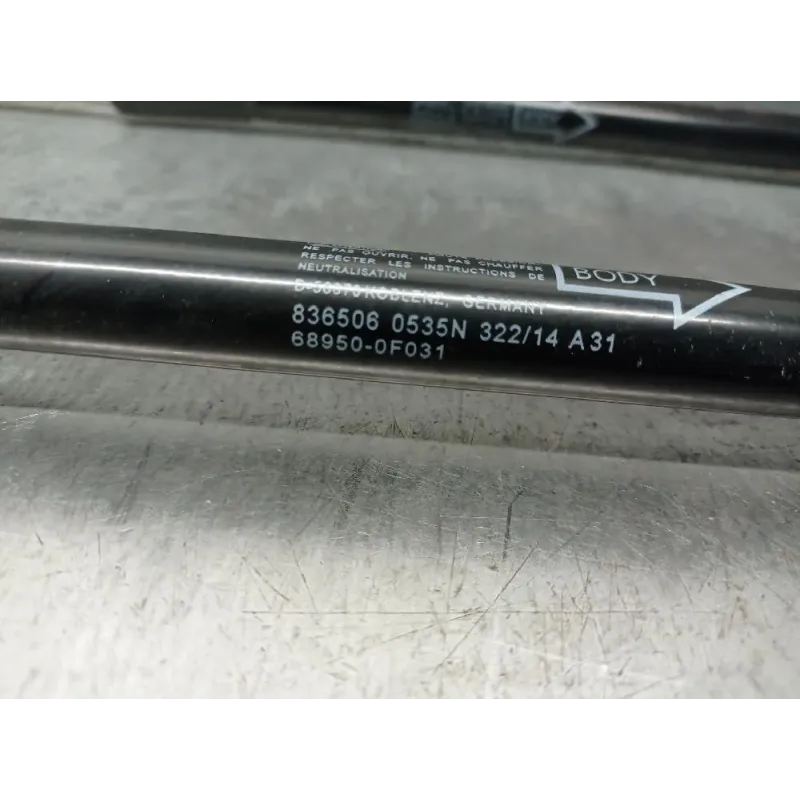 NE PAS OUVRIR, NE PAS CHAUFFER
RESPECTER LES INSTRUCTIONS DE
NEUTRALISATION
KOBLENZ, GERMANY
836506 0535N 322/14 A31
68950-0F031
BODY